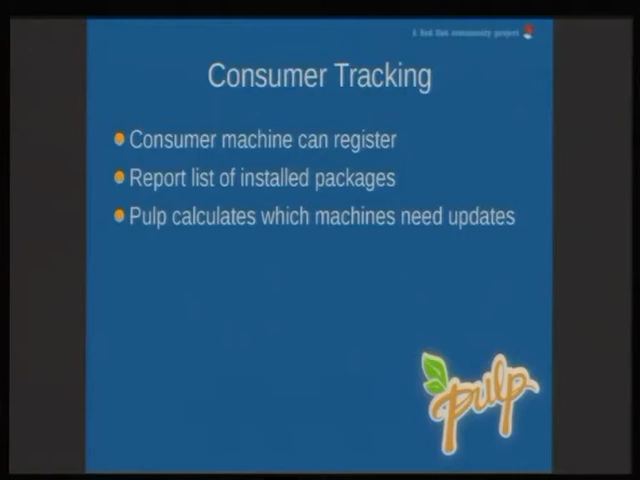 A Red Hat community project
Consumer Tracking
Consumer machine can register
Report list of installed packages
Pulp calculates which machines need updates
pulp